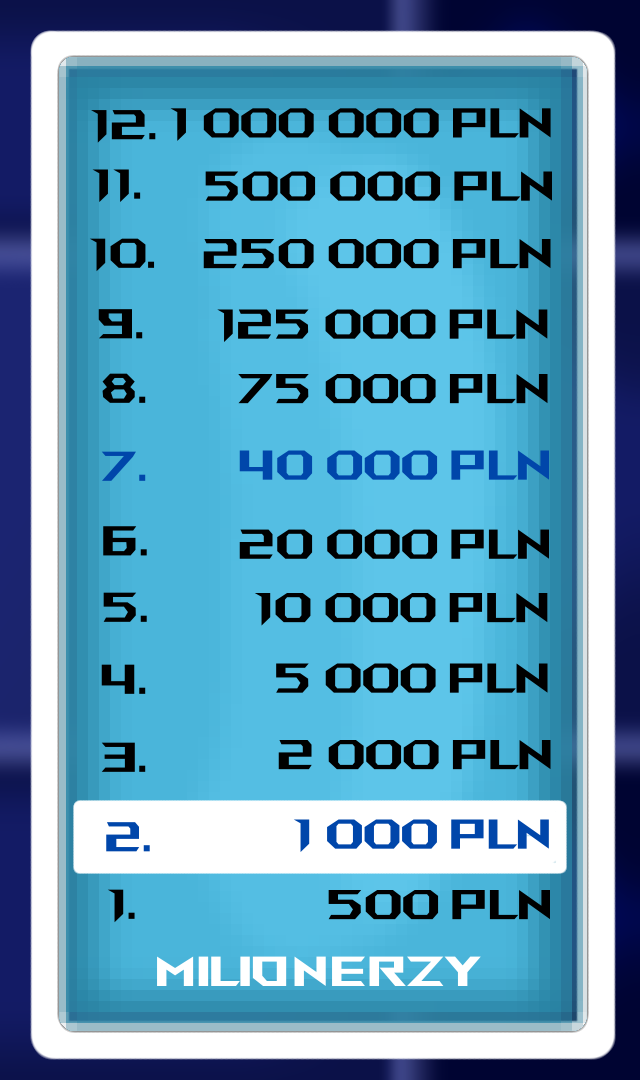 12. 1 000 000 PLN
11. 500 000 PLN
10. 250 000 PLN
9. 125 000 PLN
8. 75 000 PLN
7. 40 000 PLN
6. 20 000 PLN
5. 10 000 PLN
4. 5 000 PLN
3. 2 000 PLN
2. 1 000 PLN
1. 500 PLN
MILIONERZY